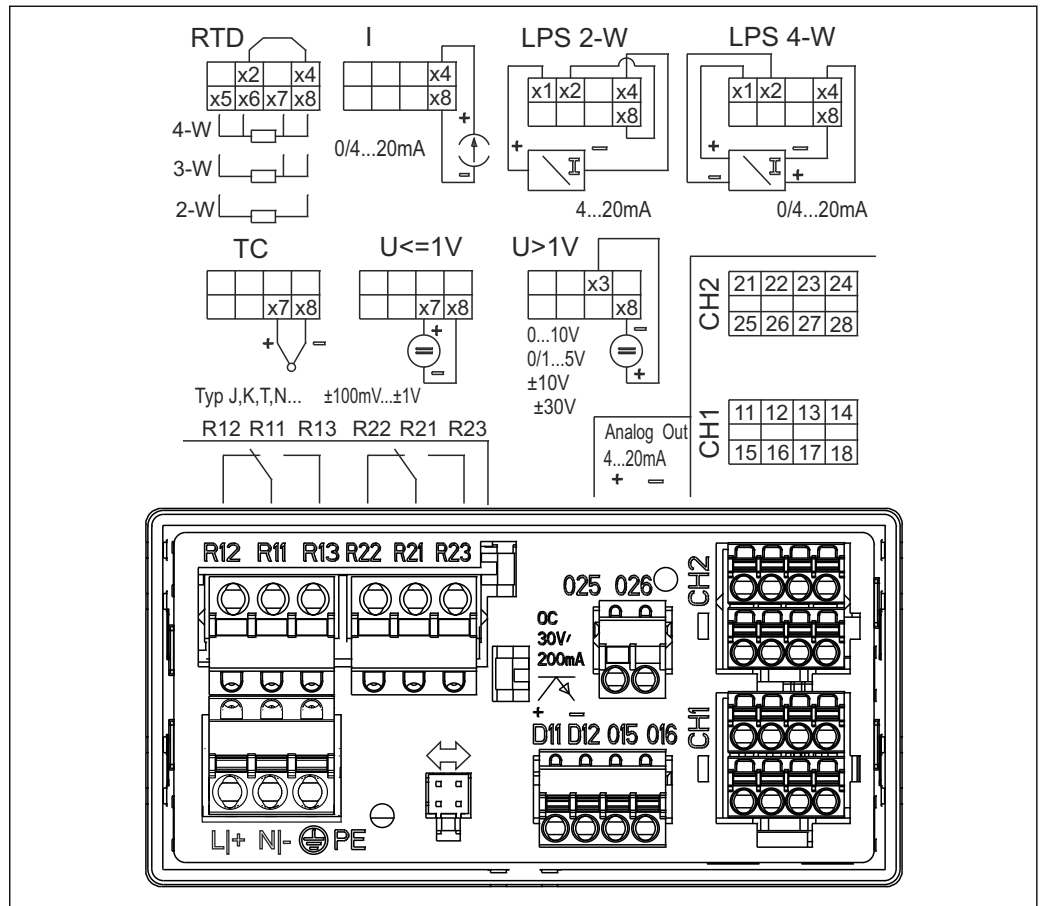 RTD I LPS 2-W LPS 4-W
x2 x4 x4 x1 x2 x4 x1 x2 x4
x5 x6 x7 x8 x8 x8 x8
4-W + + − + −
3-W 0/4...20mA − I − I +
2-W 4...20mA 0/4...20mA
TC U<=1V U>1V
x3 CH2 21 22 23 24
x7 x8 x7 x8 x8 25 26 27 28
+ − + − 0...10V − +
0/1...5V
±10V
±30V
Typ J,K,T,N... ±100mV...±1V
R12 R11 R13 R22 R21 R23
Analog Out
4...20mA
+ −
CH1 11 12 13 14
15 16 17 18
R12 R11 R13 R22 R21 R23
O25 O26
OC
30V
200mA
+ −
D11 D12 O15 O16
CH2
CH1
L|+ N|- PE